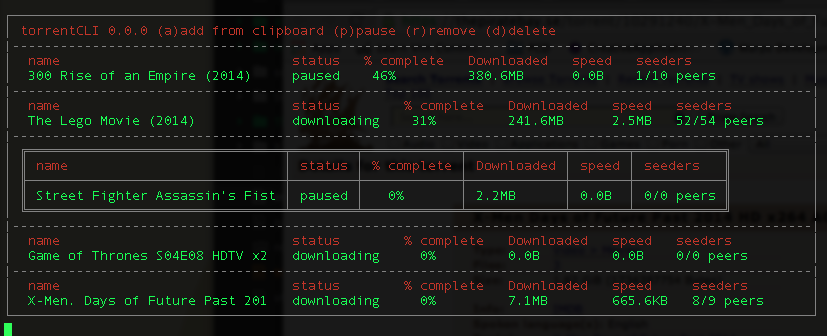 torrentCLI 0.0.0 (a)add from clipboard (p)pause (r)remove (d)delete
name status % complete Downloaded speed seeders
300 Rise of an Empire (2014) paused 46% 380.6MB 0.0B 1/10 peers
name status % complete Downloaded speed seeders
The Lego Movie (2014) downloading 31% 241.6MB 2.5MB 52/54 peers
name status % complete Downloaded speed seeders
Street Fighter Assassin's Fist paused 0% 2.2MB 0.0B 0/0 peers
name status % complete Downloaded speed seeders
Game of Thrones S04E08 HDTV x2 downloading 0% 0.0B 0.0B 0/0 peers
name status % complete Downloaded speed seeders
X-Men. Days of Future Past 201 downloading 0% 7.1MB 665.6KB 8/9 peers